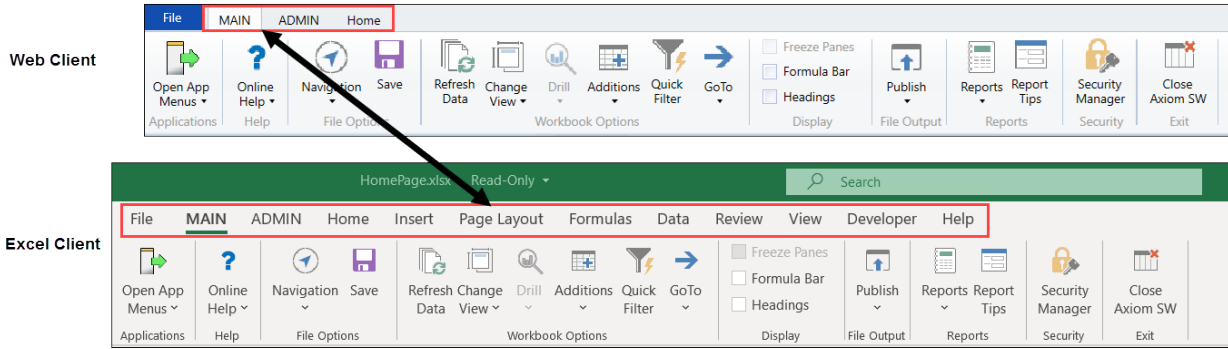 File MAIN ADMIN Home
Web Client
Open App Menus Online Help Navigation Save Refresh Data Change View Drill Additions Quick Filter GoTo Freeze Panes Formula Bar Headings Publish Reports Report Tips Security Manager Close Axiom SW
Applications Help File Options Workbook Options Display File Output Reports Security Exit
HomePage.xlsx Read-Only Search
File MAIN ADMIN Home Insert Page Layout Formulas Data Review View Developer Help
Excel Client
Open App Menus Online Help Navigation Save Refresh Data Change View Drill Additions Quick Filter GoTo Freeze Panes Formula Bar Headings Publish Reports Report Tips Security Manager Close Axiom SW
Applications Help File Options Workbook Options Display File Output Reports Security Exit